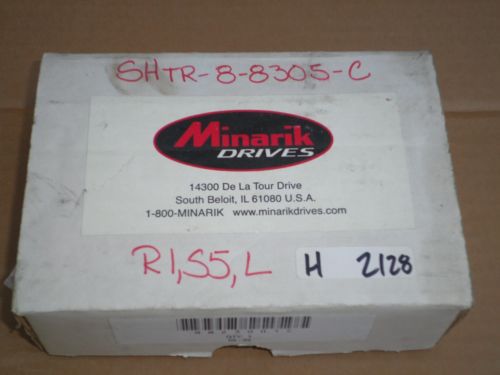 SHTR-8-8305-C
Minarik
DRIVES
14300 De La Tour Drive
South Beloit, IL 61080 U.S.A.
1-800-MINARIK www.minarikdrives.com
R1,S5,L
H 2128